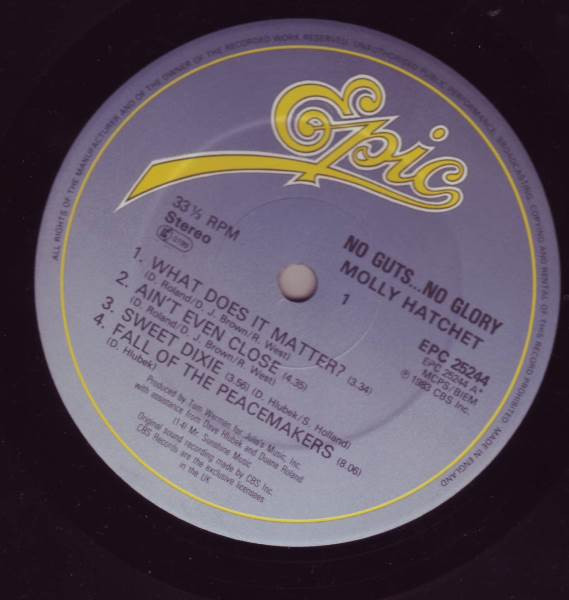 ALL RIGHTS OF THE MANUFACTURER AND OF THE OWNER OF THE RECORDED WORK RESERVED. UNAUTHORISED PUBLIC PERFORMANCE, BROADCASTING, COPYING AND RENTAL OF THIS RECORD PROHIBITED. MADE IN ENGLAND
Epic
33⅓ RPM
Stereo
NO GUTS...NO GLORY
MOLLY HATCHET
1
EPC 25244
EPC 25244 A*
MCPS/BIEM
℗ 1983 CBS Inc.
1. WHAT DOES IT MATTER? (3.34)
(D. Roland/D. J. Brown/R. West)
2. AIN'T EVEN CLOSE (4.35)
(D. Roland/D. J. Brown/R. West)
3. SWEET DIXIE (3.56) (D. Hlubek/S. Holland)
4. FALL OF THE PEACEMAKERS (8.06)
(D. Hlubek)
Produced by Tom Werman for Julia's Music, Inc.
with assistance from Dave Hlubek and Duane Roland
(1-4) Mr. Sunshine Music
Original sound recording made by CBS Inc.
CBS Records are the exclusive licensees
in the UK